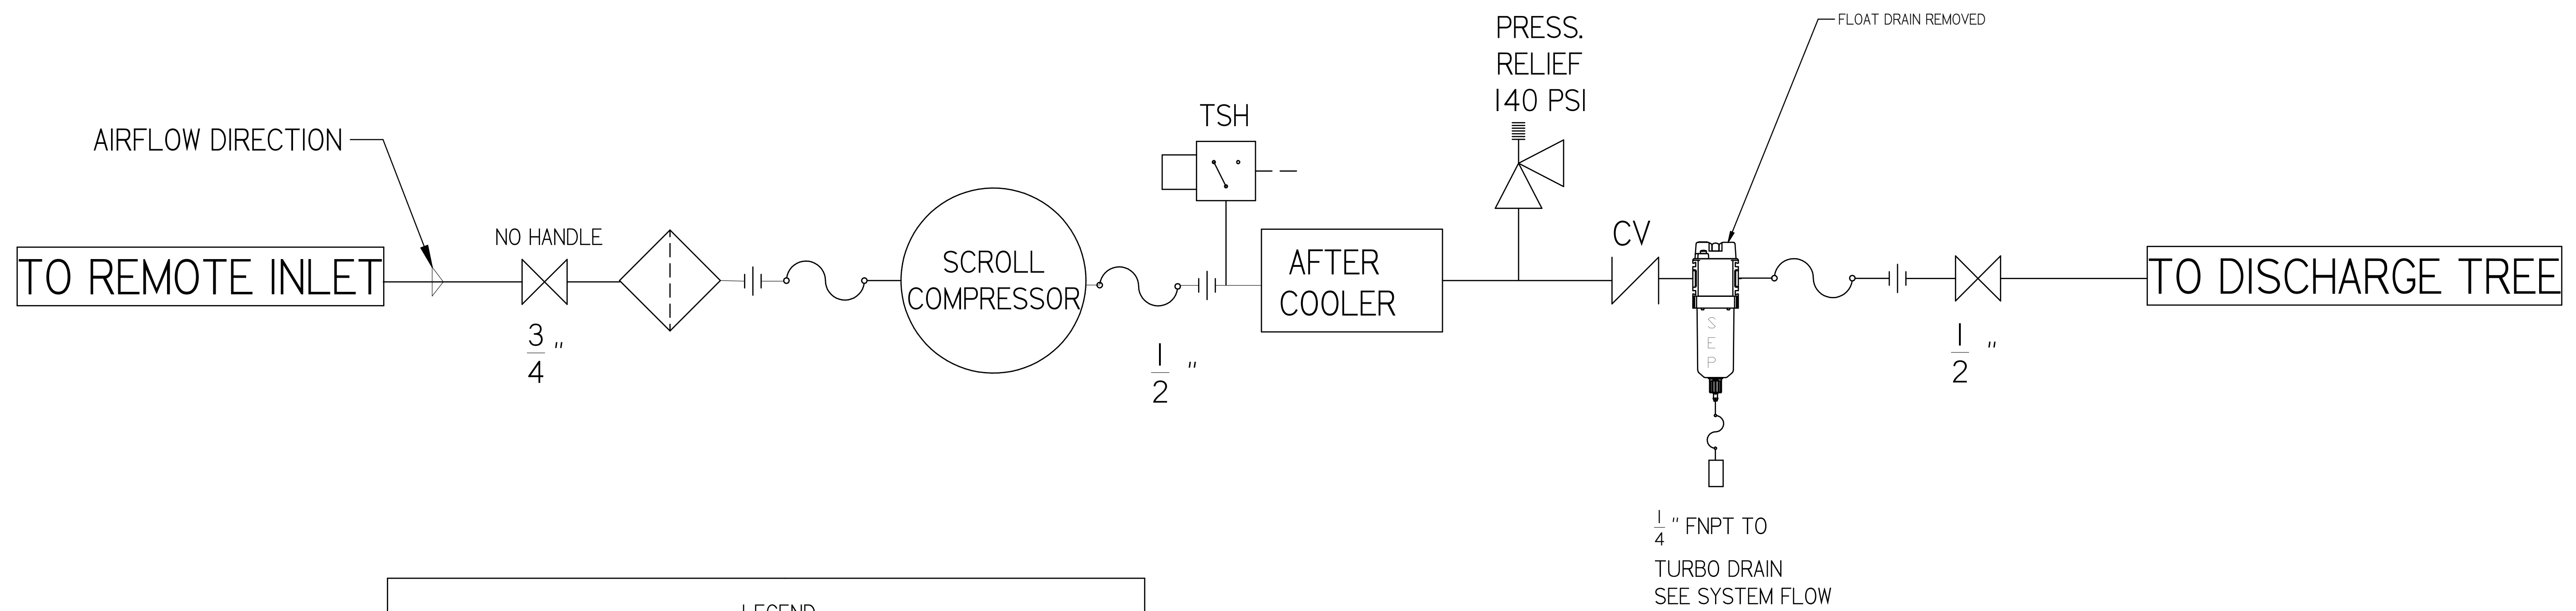 FLOAT DRAIN REMOVED
PRESS.
RELIEF
140 PSI
TSH
AIRFLOW DIRECTION
NO HANDLE
CV
TO REMOTE INLET
SCROLL
COMPRESSOR
AFTER
COOLER
TO DISCHARGE TREE
SEP
3/4"
1/2"
1/2"
1/4" FNPT TO
TURBO DRAIN
SEE SYSTEM FLOW
LEGEND